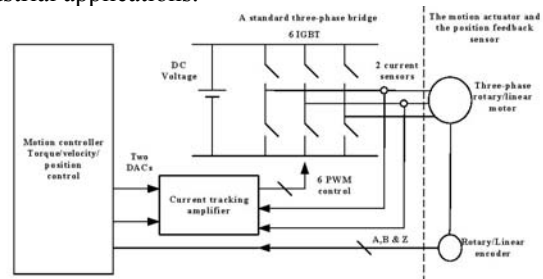 ustrial applications.
A standard three-phase bridge
6 IGBT
The motion actuator and
the position feedback
sensor
DC
Voltage
2 current
sensors
Three-phase
rotary/linear
motor
Motion controller
Torque/velocity/
position
control
Two
DACs
Current tracking
amplifier
6 PWM
control
A,B & Z
Rotary/Linear
encoder